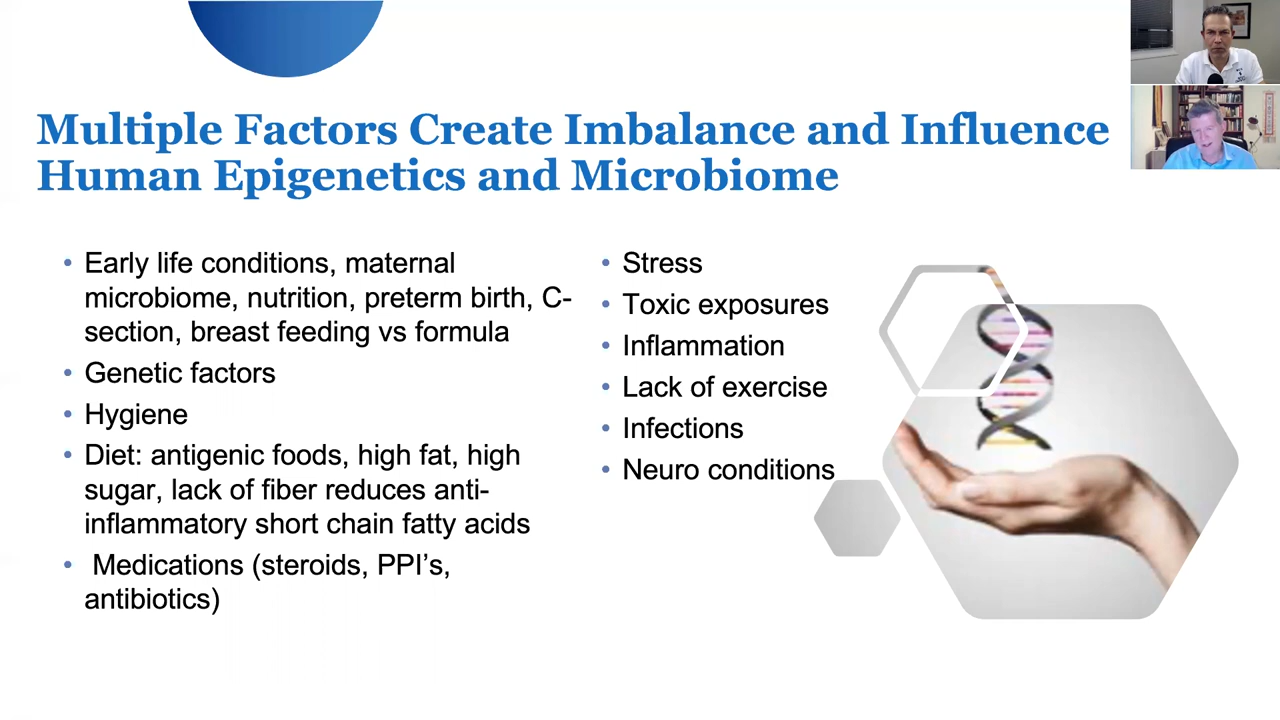 Multiple Factors Create Imbalance and Influence
Human Epigenetics and Microbiome
• Early life conditions, maternal
microbiome, nutrition, preterm birth, C-
section, breast feeding vs formula
• Genetic factors
• Hygiene
• Diet: antigenic foods, high fat, high
sugar, lack of fiber reduces anti-
inflammatory short chain fatty acids
• Medications (steroids, PPI’s,
antibiotics)
• Stress
• Toxic exposures
• Inflammation
• Lack of exercise
• Infections
• Neuro conditions